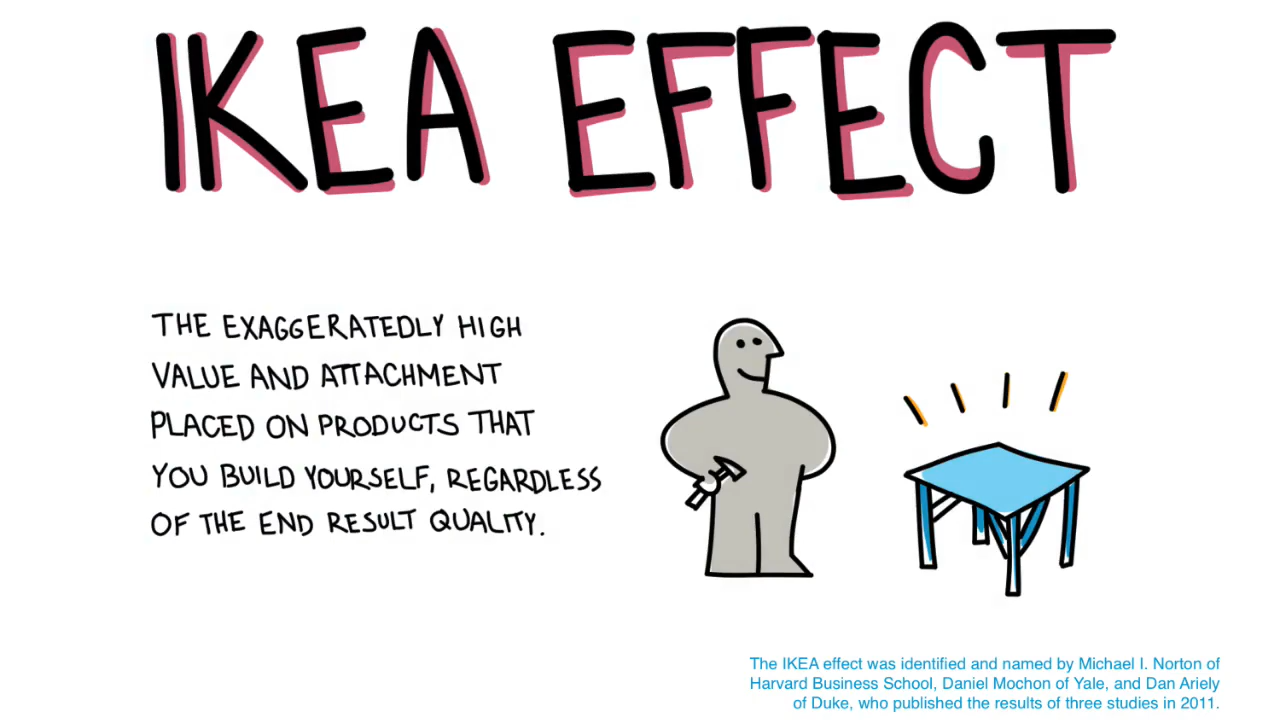 IKEA EFFECT
THE EXAGGERATEDLY HIGH
VALUE AND ATTACHMENT
PLACED ON PRODUCTS THAT
YOU BUILD YOURSELF, REGARDLESS
OF THE END RESULT QUALITY.
The IKEA effect was identified and named by Michael I. Norton of
Harvard Business School, Daniel Mochon of Yale, and Dan Ariely
of Duke, who published the results of three studies in 2011.